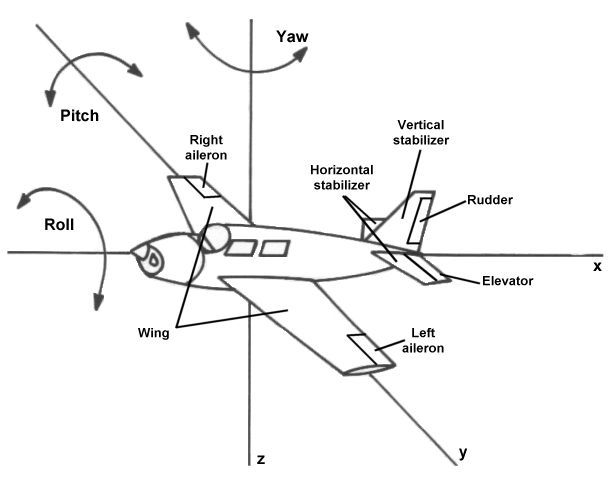 Yaw
Pitch
Right
aileron
Vertical
stabilizer
Horizontal
stabilizer
Rudder
Roll
x
Elevator
Wing
Left
aileron
z
y